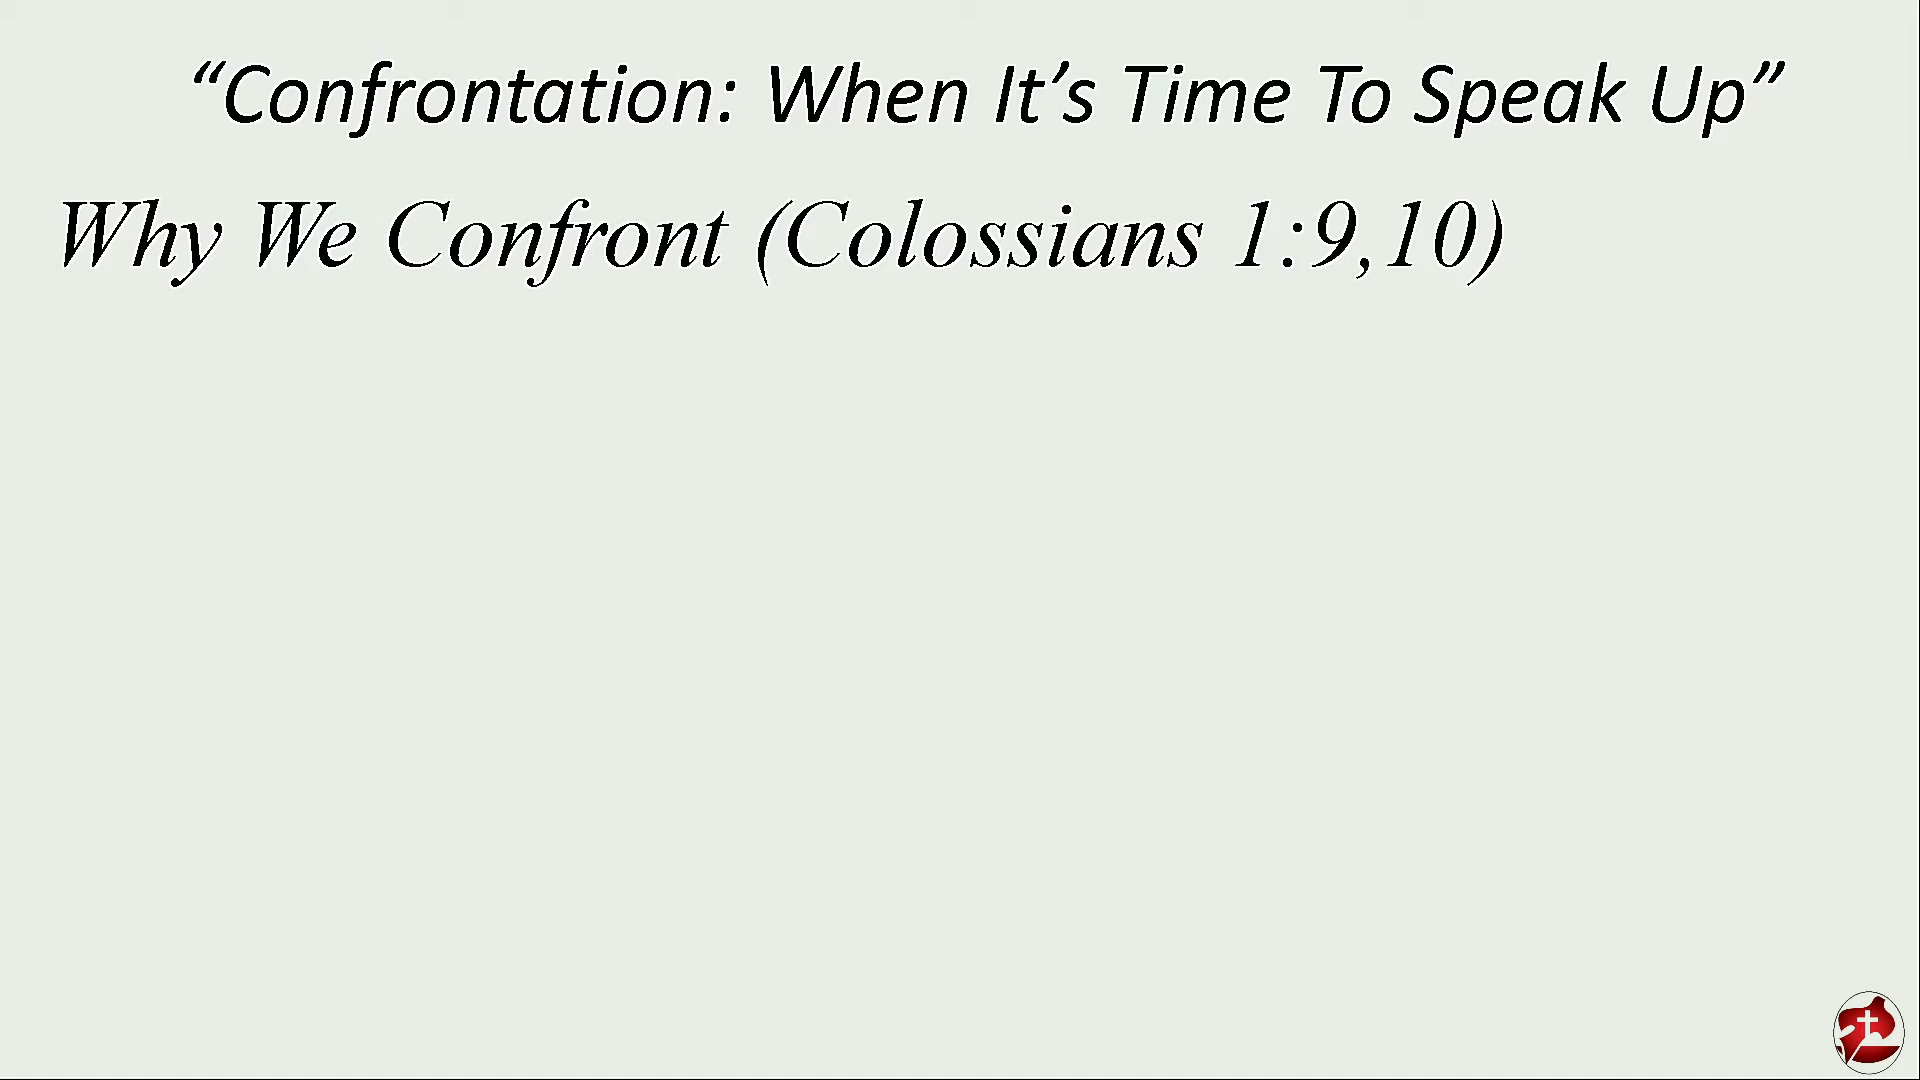 “Confrontation: When It’s Time To Speak Up”
Why We Confront (Colossians 1:9,10)